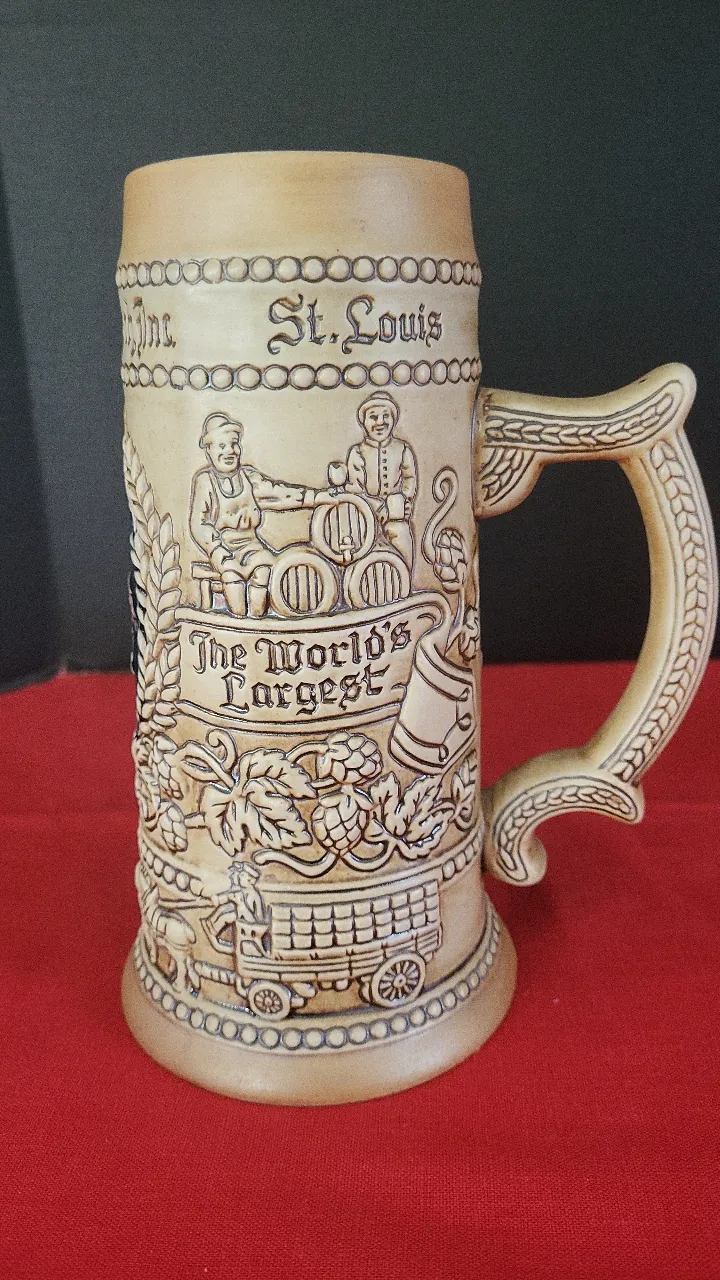 Inc.
St. Louis
The World's
Largest